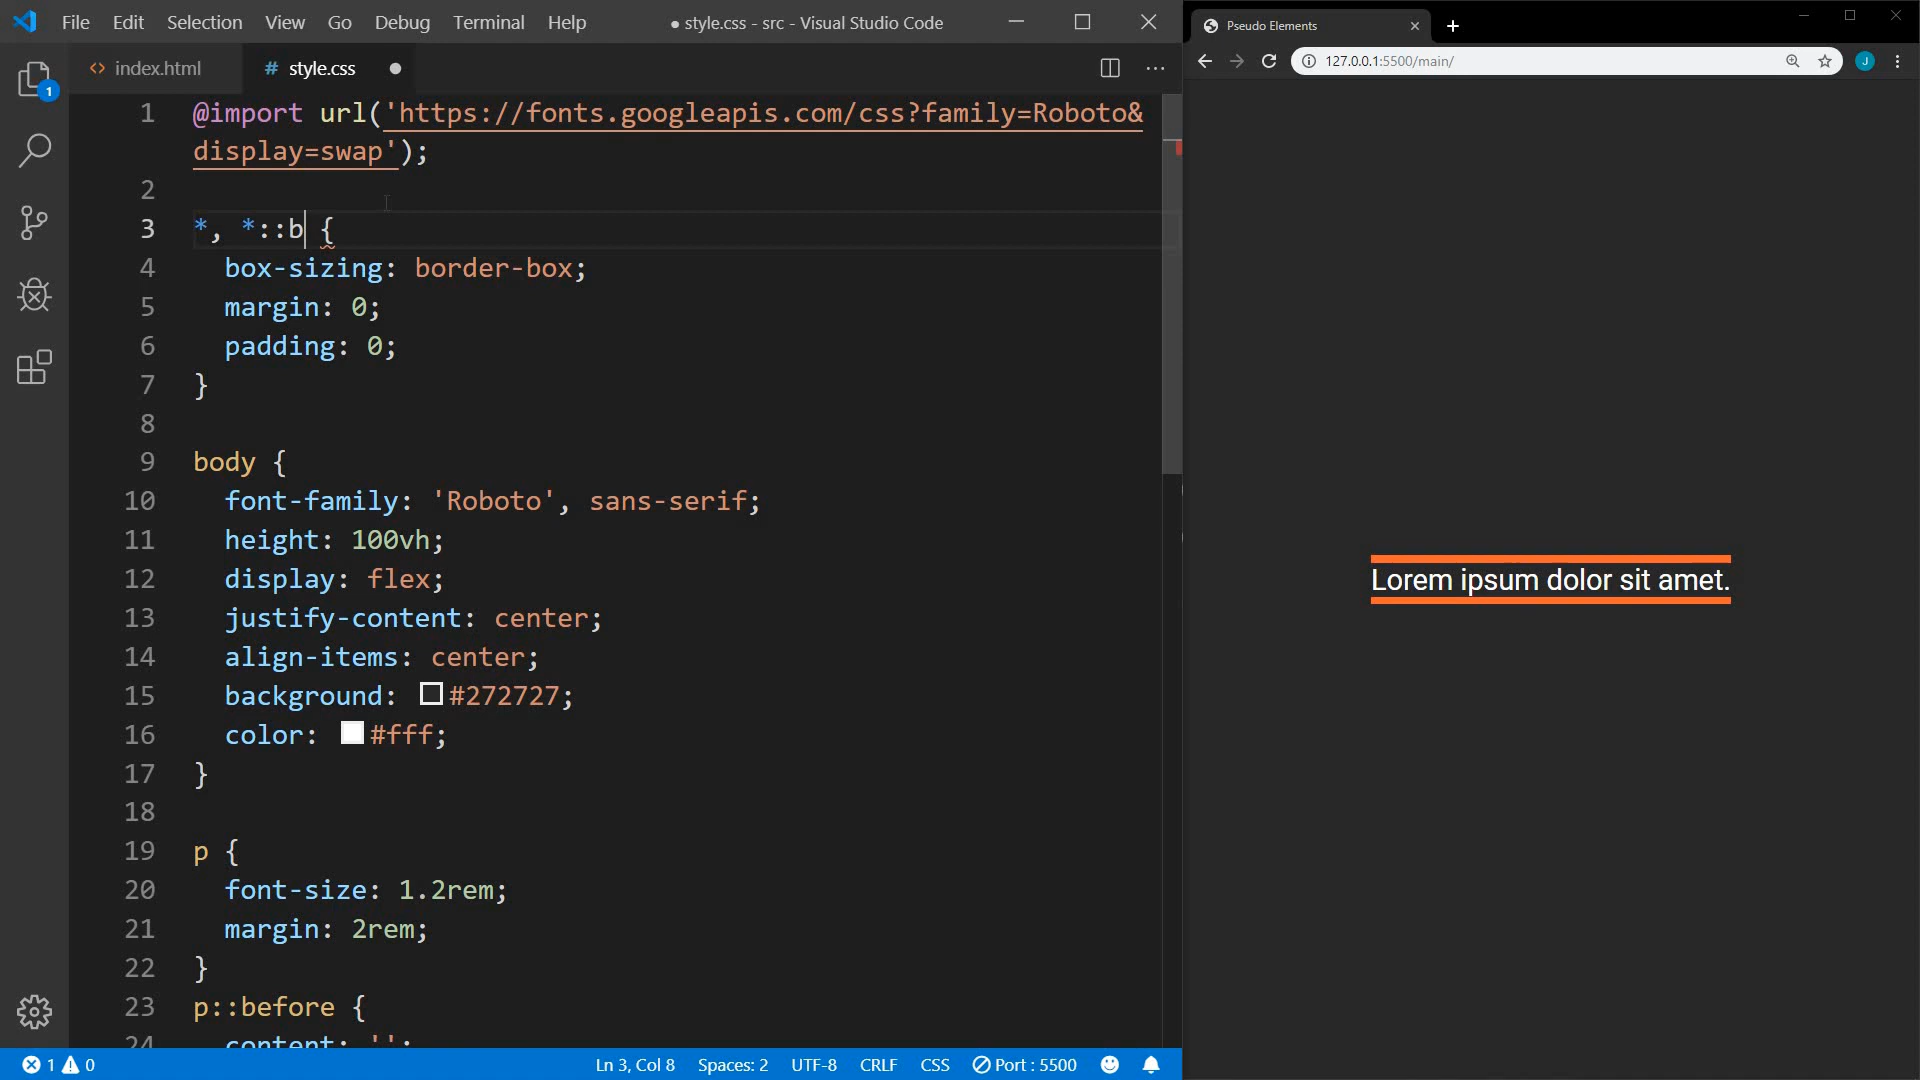 File Edit Selection View Go Debug Terminal Help ● style.css - src - Visual Studio Code
index.html # style.css
1 @import url('https://fonts.googleapis.com/css?family=Roboto&
display=swap');
2
3 *, *::b {
4 box-sizing: border-box;
5 margin: 0;
6 padding: 0;
7 }
8
9 body {
10 font-family: 'Roboto', sans-serif;
11 height: 100vh;
12 display: flex;
13 justify-content: center;
14 align-items: center;
15 background: #272727;
16 color: #fff;
17 }
18
19 p {
20 font-size: 1.2rem;
21 margin: 2rem;
22 }
23 p::before {
24 content: '';
1
1 0 Ln 3, Col 8 Spaces: 2 UTF-8 CRLF CSS Port : 5500
Pseudo Elements
127.0.0.1:5500/main/
J
Lorem ipsum dolor sit amet.